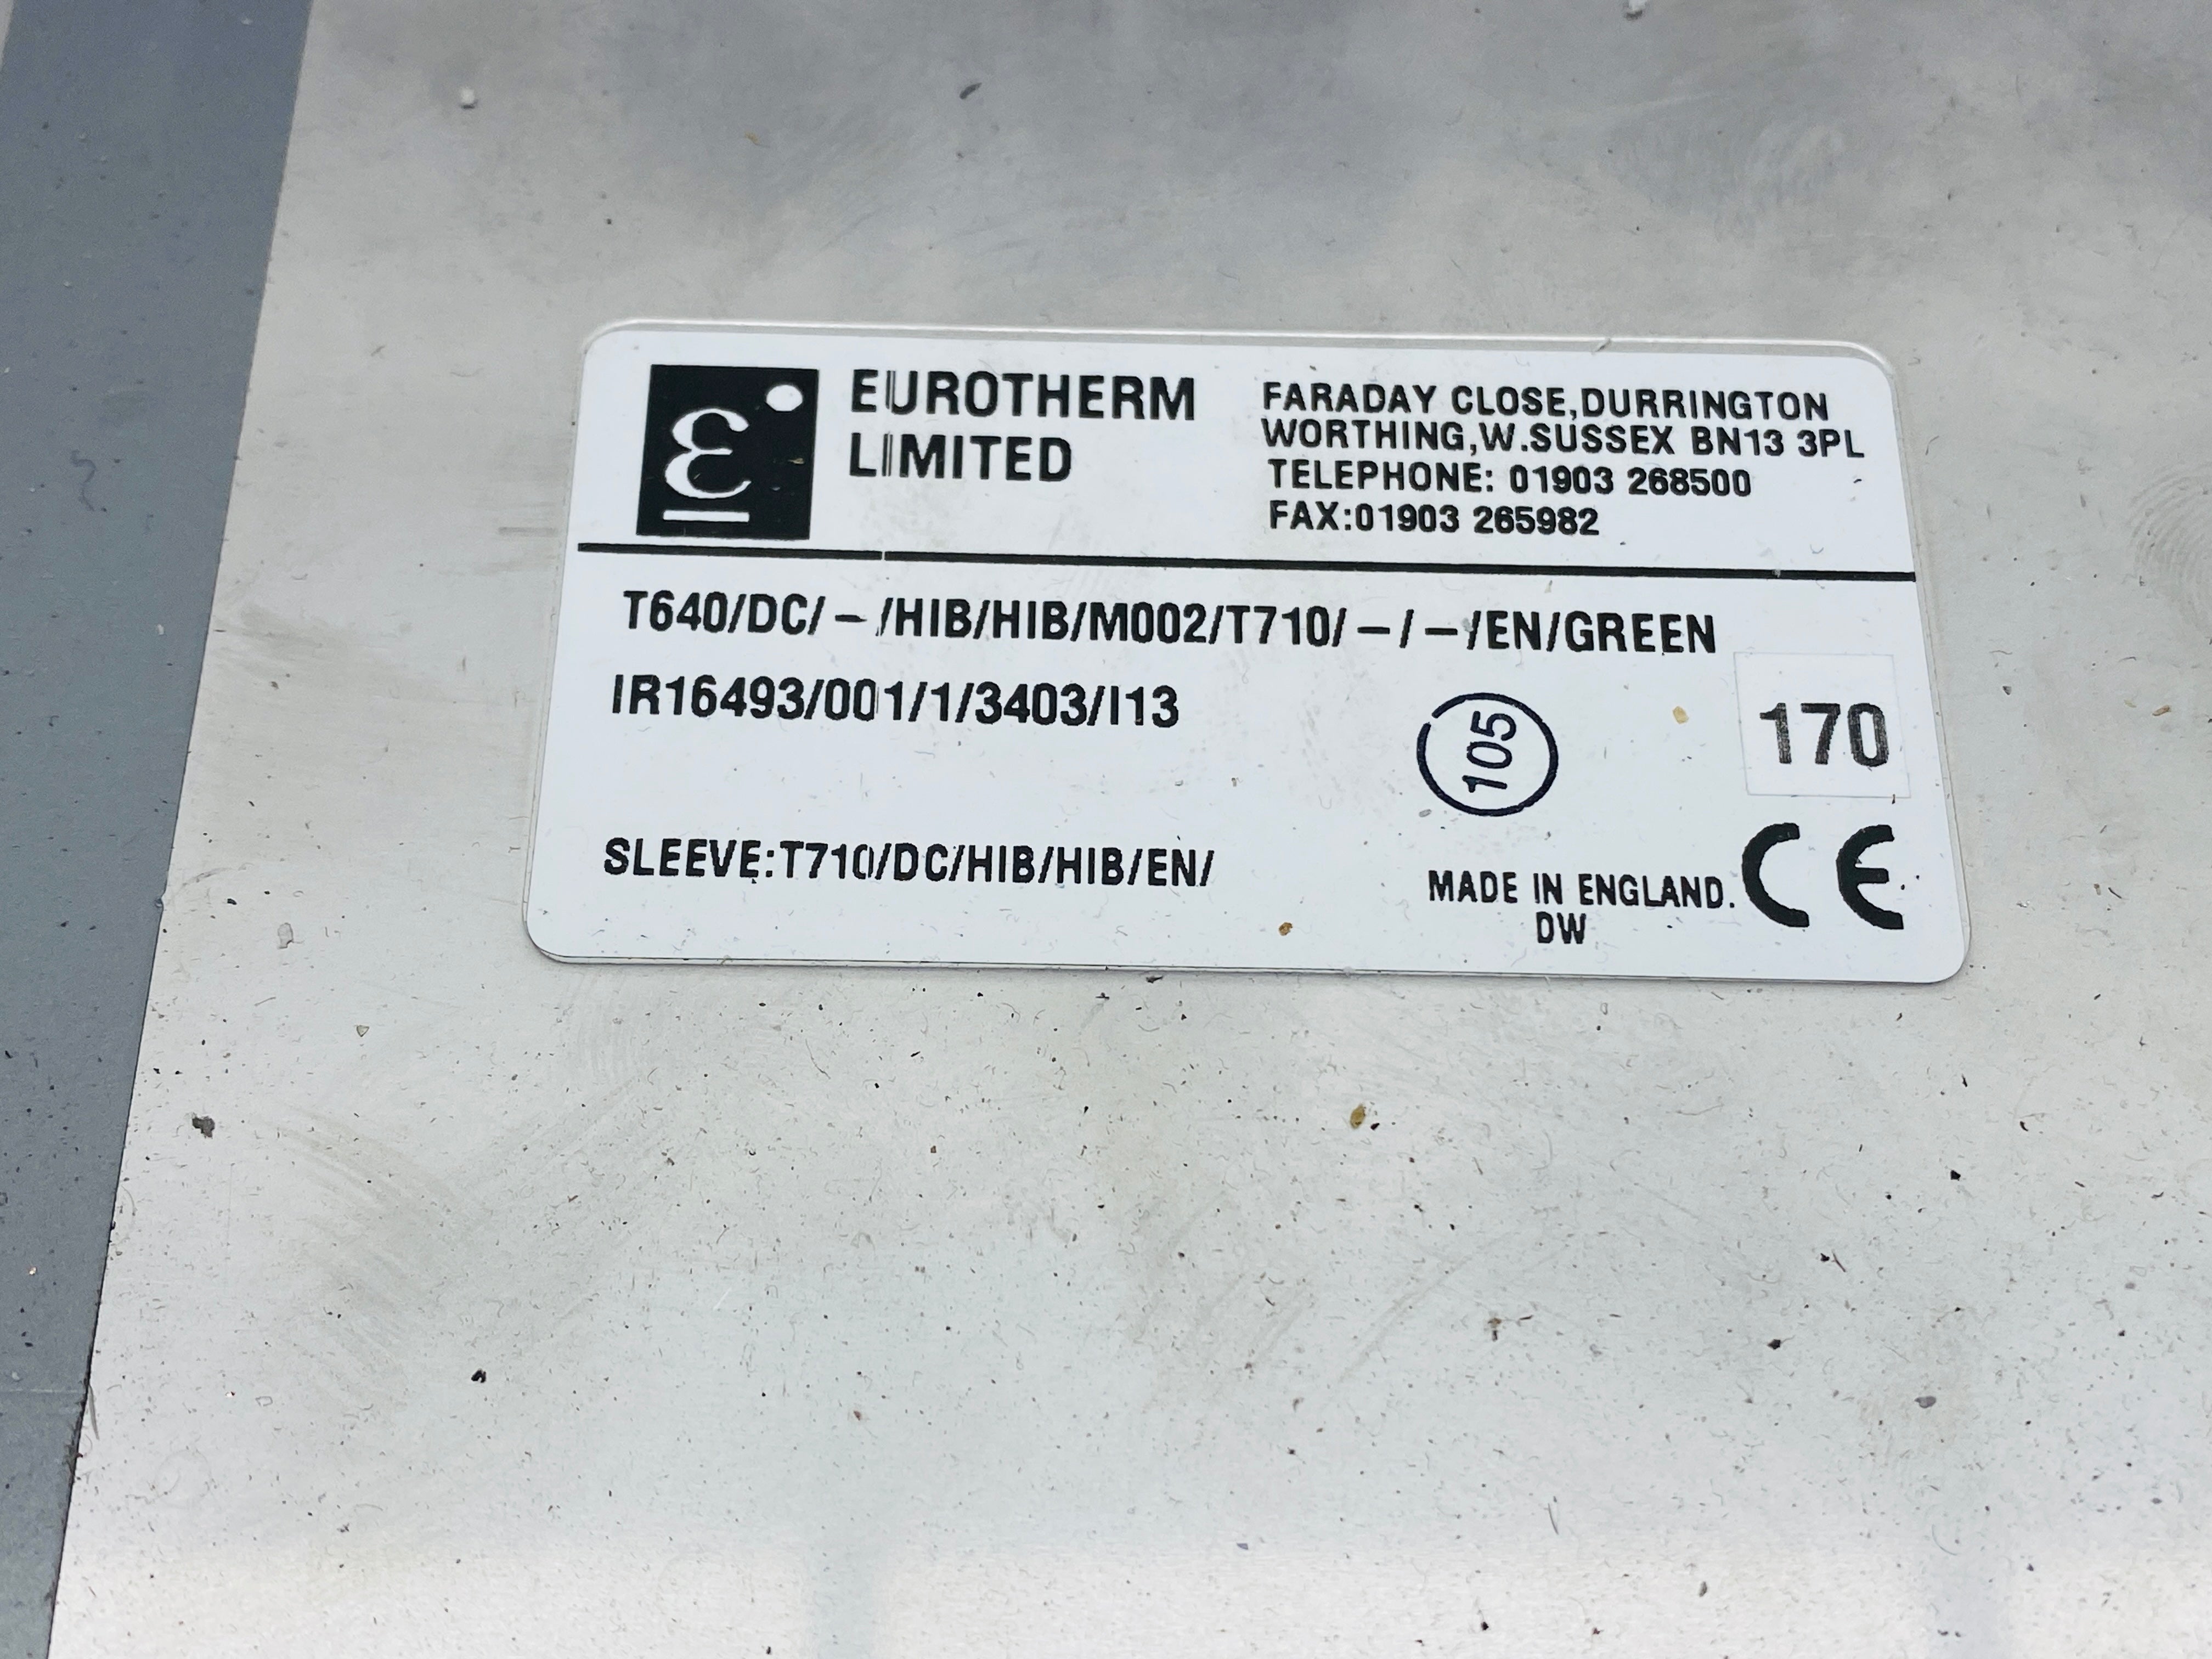 EUROTHERM
LIMITED
FARADAY CLOSE,DURRINGTON
WORTHING,W.SUSSEX BN13 3PL
TELEPHONE: 01903 268500
FAX:01903 265982
T640/DC/-/HIB/HIB/M002/T710/-/-/EN/GREEN
IR16493/001/1/3403/I13
105
170
SLEEVE:T710/DC/HIB/HIB/EN/
MADE IN ENGLAND.
DW
CE